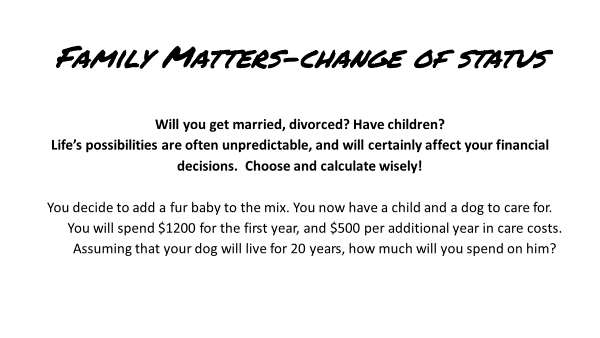 Family Matters-change of status
Will you get married, divorced? Have children?
Life's possibilities are often unpredictable, and will certainly affect your financial
decisions.  Choose and calculate wisely!
You decide to add a fur baby to the mix. You now have a child and a dog to care for.
You will spend $1200 for the first year, and $500 per additional year in care costs.
Assuming that your dog will live for 20 years, how much will you spend on him?